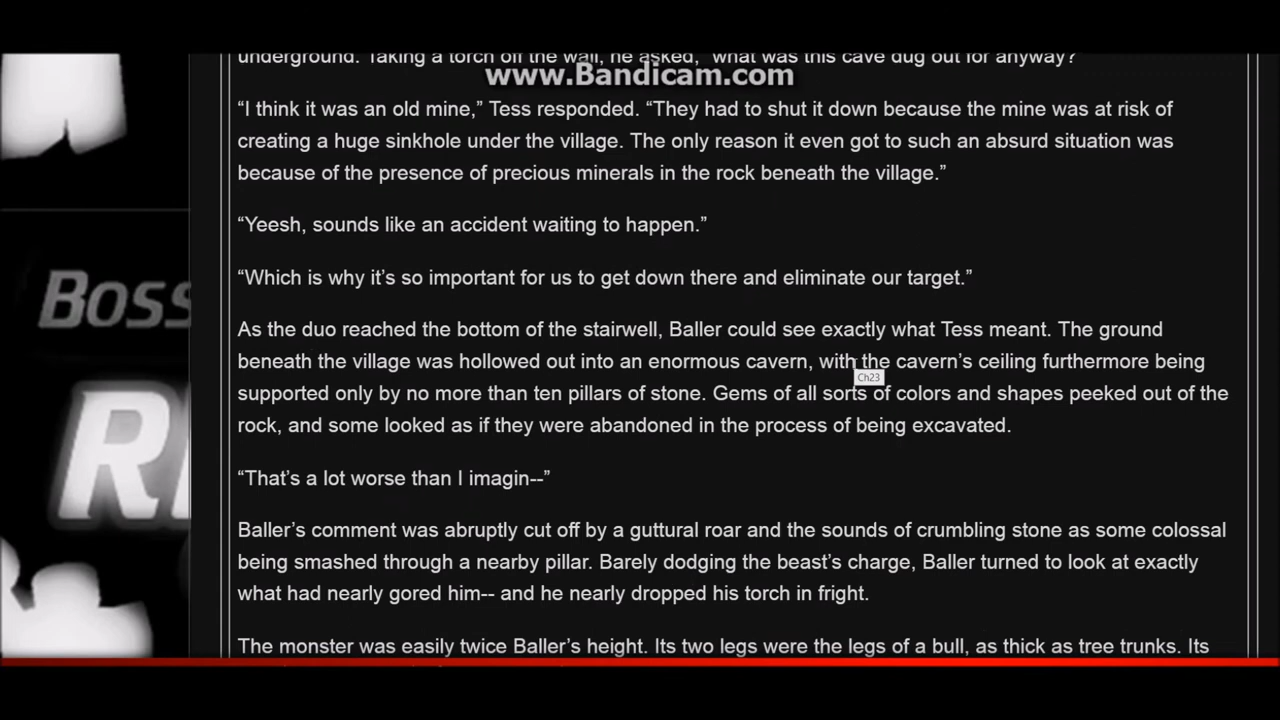 underground. Taking a torch off the wall, he asked, “what was this cave dug out for anyway?
www.Bandicam.com
“I think it was an old mine,” Tess responded. “They had to shut it down because the mine was at risk of
creating a huge sinkhole under the village. The only reason it even got to such an absurd situation was
because of the presence of precious minerals in the rock beneath the village.”
“Yeesh, sounds like an accident waiting to happen.”
“Which is why it’s so important for us to get down there and eliminate our target.”
Boss
As the duo reached the bottom of the stairwell, Baller could see exactly what Tess meant. The ground
beneath the village was hollowed out into an enormous cavern, with the cavern’s ceiling furthermore being
Ch23
supported only by no more than ten pillars of stone. Gems of all sorts of colors and shapes peeked out of the
rock, and some looked as if they were abandoned in the process of being excavated.
“That’s a lot worse than I imagin--”
Baller’s comment was abruptly cut off by a guttural roar and the sounds of crumbling stone as some colossal
being smashed through a nearby pillar. Barely dodging the beast’s charge, Baller turned to look at exactly
what had nearly gored him-- and he nearly dropped his torch in fright.
The monster was easily twice Baller’s height. Its two legs were the legs of a bull, as thick as tree trunks. Its